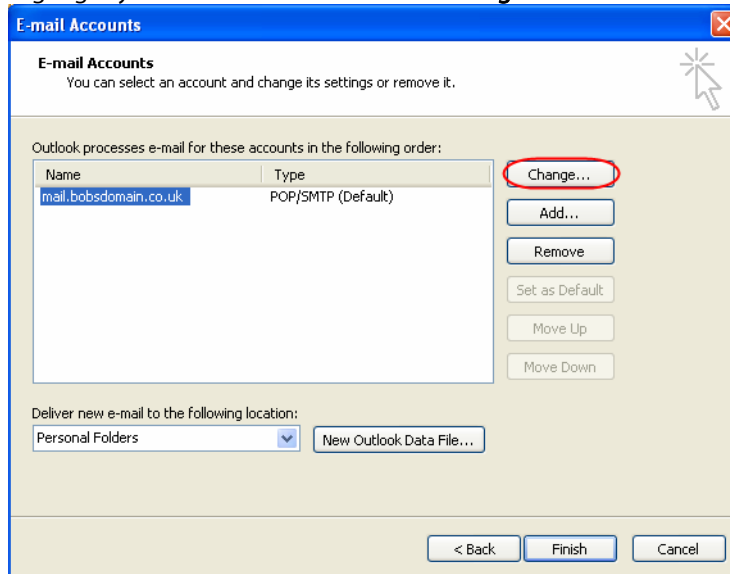 E-mail Accounts
E-mail Accounts
You can select an account and change its settings or remove it.
Outlook processes e-mail for these accounts in the following order:
Name Type
mail.bobsdomain.co.uk POP/SMTP (Default)
Change...
Add...
Remove
Set as Default
Move Up
Move Down
Deliver new e-mail to the following location:
Personal Folders New Outlook Data File...
< Back Finish Cancel